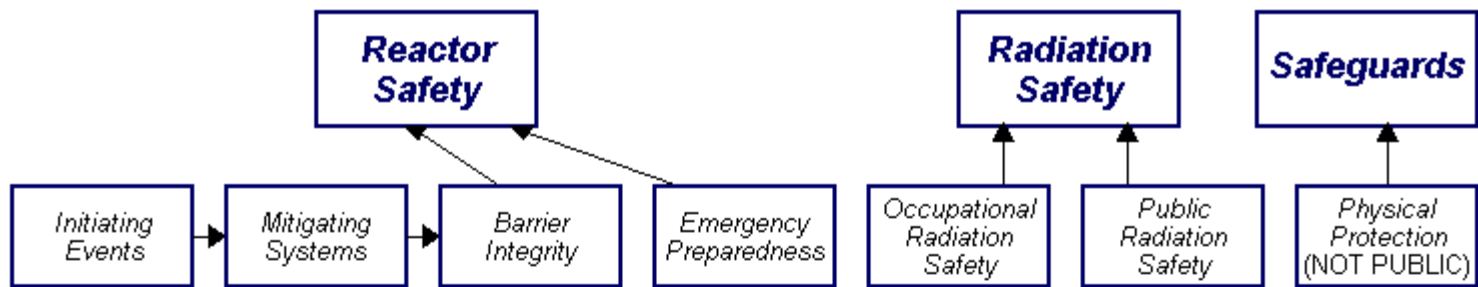 Reactor
Safety
Radiation
Safety
Safeguards
Initiating
Events
Mitigating
Systems
Barrier
Integrity
Emergency
Preparedness
Occupational
Radiation
Safety
Public
Radiation
Safety
Physical
Protection
(NOT PUBLIC)